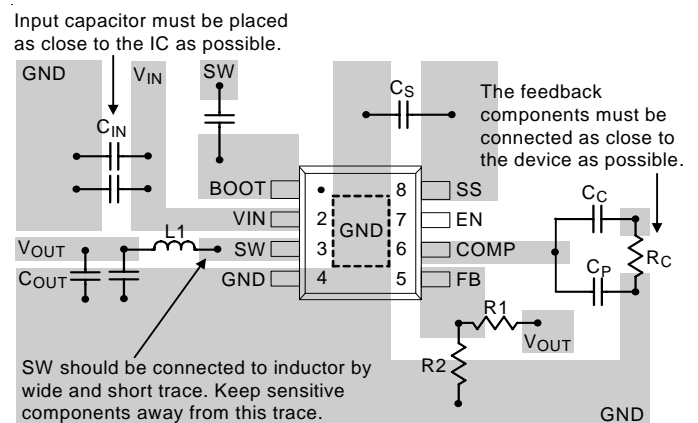 Input capacitor must be placed
as close to the IC as possible.
GND
VIN
SW
CS
CIN
The feedback
components must be
connected as close to
the device as possible.
BOOT
8
SS
VIN
2
GND
7
EN
CC
VOUT
L1
SW
3
6
COMP
RC
COUT
GND
4
5
FB
CP
R1
VOUT
R2
SW should be connected to inductor by
wide and short trace. Keep sensitive
components away from this trace.
GND